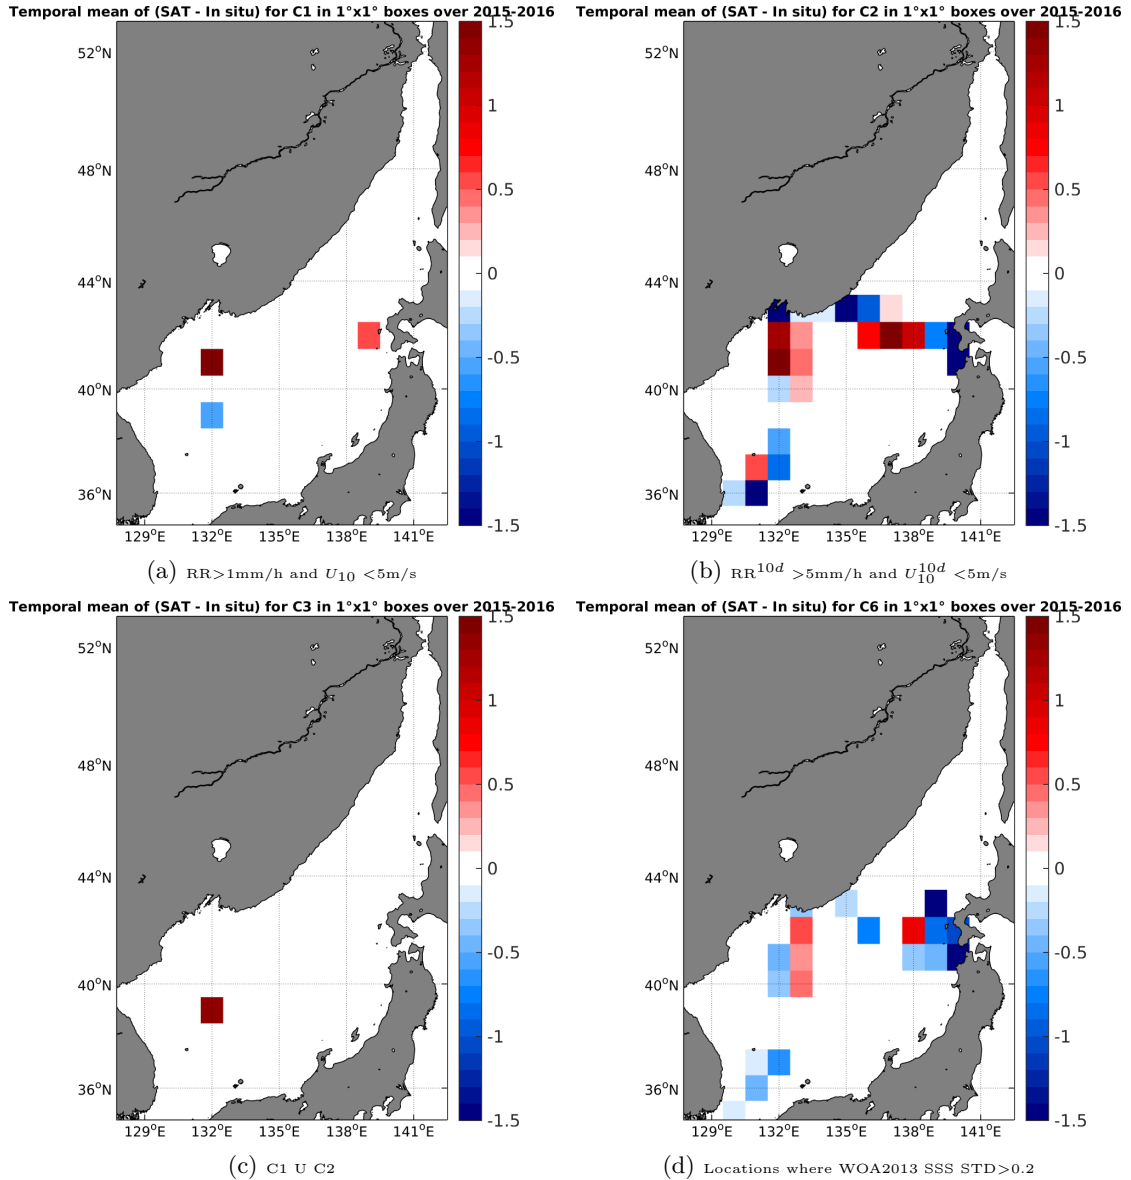 Temporal mean of (SAT - In situ) for C1 in 1°x1° boxes over 2015-2016
Temporal mean of (SAT - In situ) for C2 in 1°x1° boxes over 2015-2016
52°N
48°N
44°N
40°N
36°N
129°E 132°E 135°E 138°E 141°E
1.5
1
0.5
0
-0.5
-1
-1.5
52°N
48°N
44°N
40°N
36°N
129°E 132°E 135°E 138°E 141°E
1.5
1
0.5
0
-0.5
-1
-1.5
(a) RR>1mm/h and U10 <5m/s
(b) RR10d >5mm/h and U10d10 <5m/s
Temporal mean of (SAT - In situ) for C3 in 1°x1° boxes over 2015-2016
Temporal mean of (SAT - In situ) for C6 in 1°x1° boxes over 2015-2016
52°N
48°N
44°N
40°N
36°N
129°E 132°E 135°E 138°E 141°E
1.5
1
0.5
0
-0.5
-1
-1.5
52°N
48°N
44°N
40°N
36°N
129°E 132°E 135°E 138°E 141°E
1.5
1
0.5
0
-0.5
-1
-1.5
(c) C1 U C2
(d) Locations where WOA2013 SSS STD>0.2